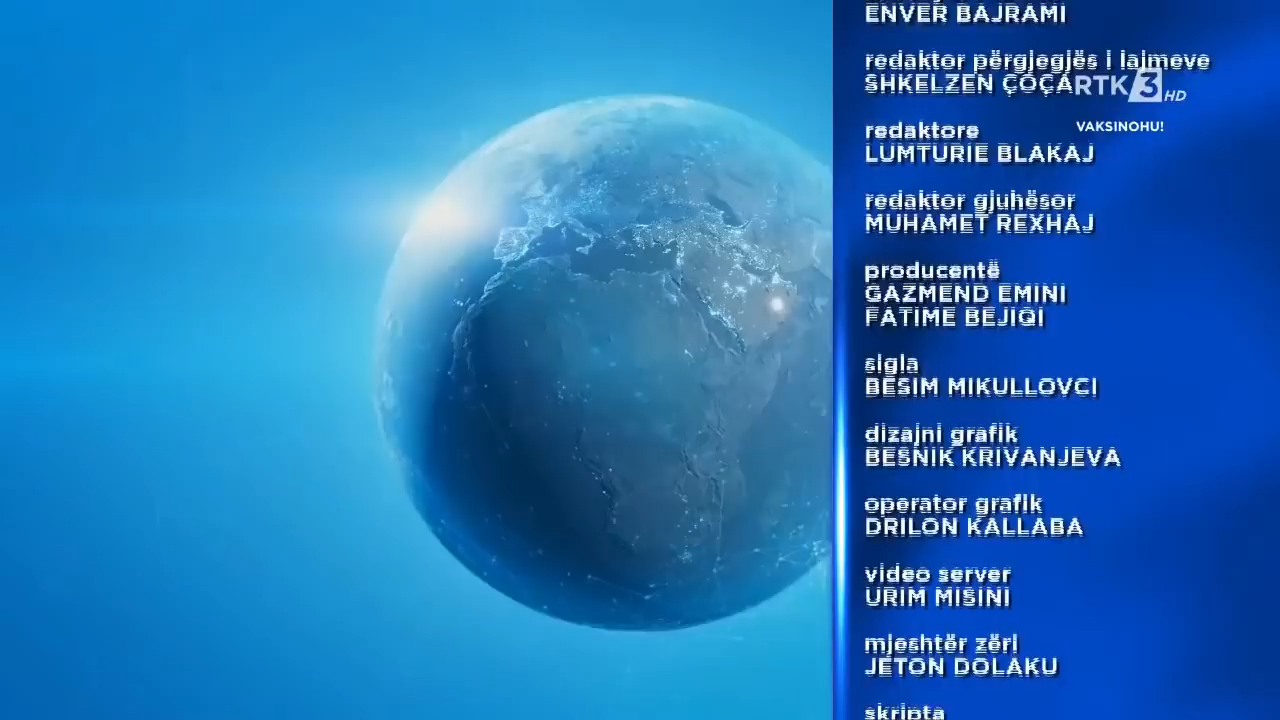 ENVER BAJRAMI
redaktor përgjegjës i lajmeve
SHKELZEN ÇOÇAJ
RTK 3 HD
VAKSINOHU!
redaktore
LUMTURIE BLAKAJ
redaktor gjuhësor
MUHAMET REXHAJ
producentë
GAZMEND EMINI
FATIME BEJIQI
sigla
BESIM MIKULLOVCI
dizajni grafik
BESNIK KRIVANJEVA
operator grafik
DRILON KALLABA
video server
URIM MISINI
mjeshtër zëri
JETON DOLAKU
skripta